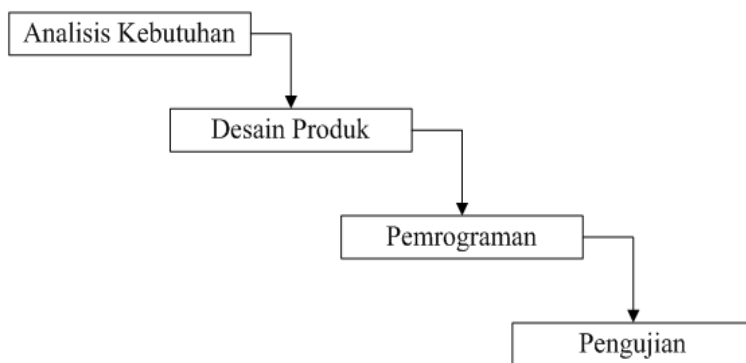 Analisis Kebutuhan
Desain Produk
Pemrograman
Pengujian